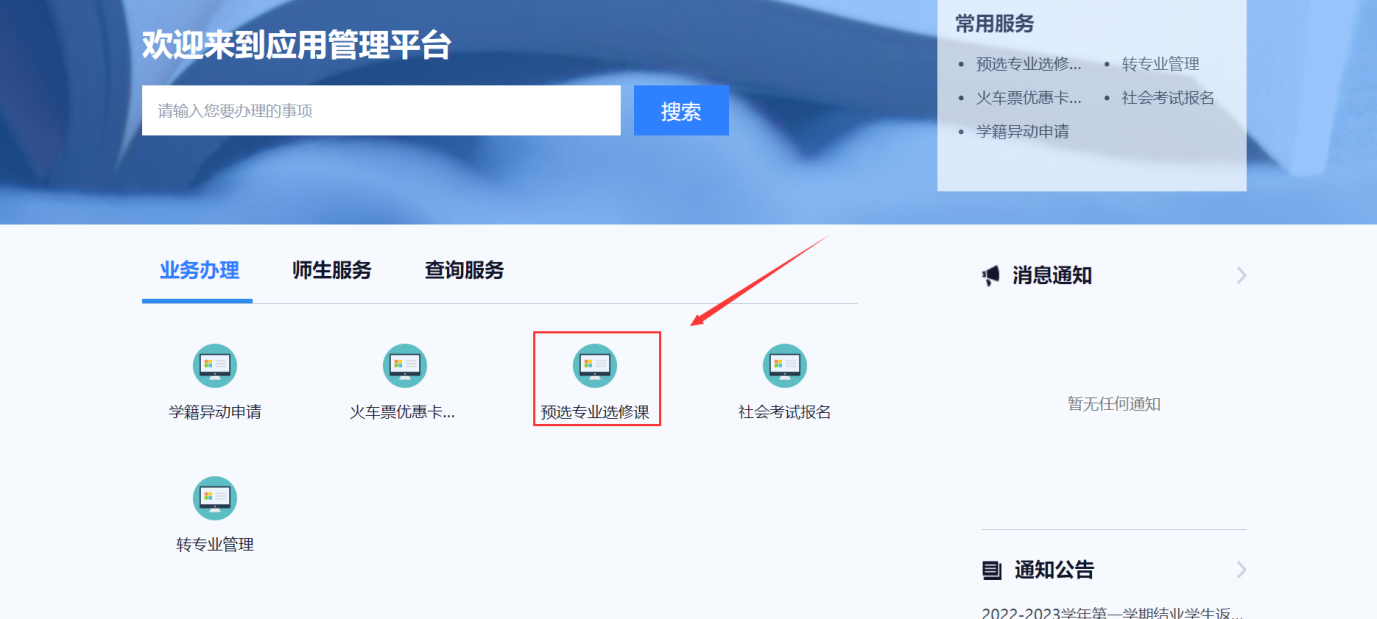 欢迎来到应用管理平台
请输入您要办理的事项
搜索
常用服务
预选专业选修...
转专业管理
火车票优惠卡...
社会考试报名
学籍异动申请
业务办理
师生服务
查询服务
学籍异动申请
火车票优惠卡...
预选专业选修课
社会考试报名
转专业管理
消息通知
暂无任何通知
通知公告
2022-2023学年第一学期结业学生返...